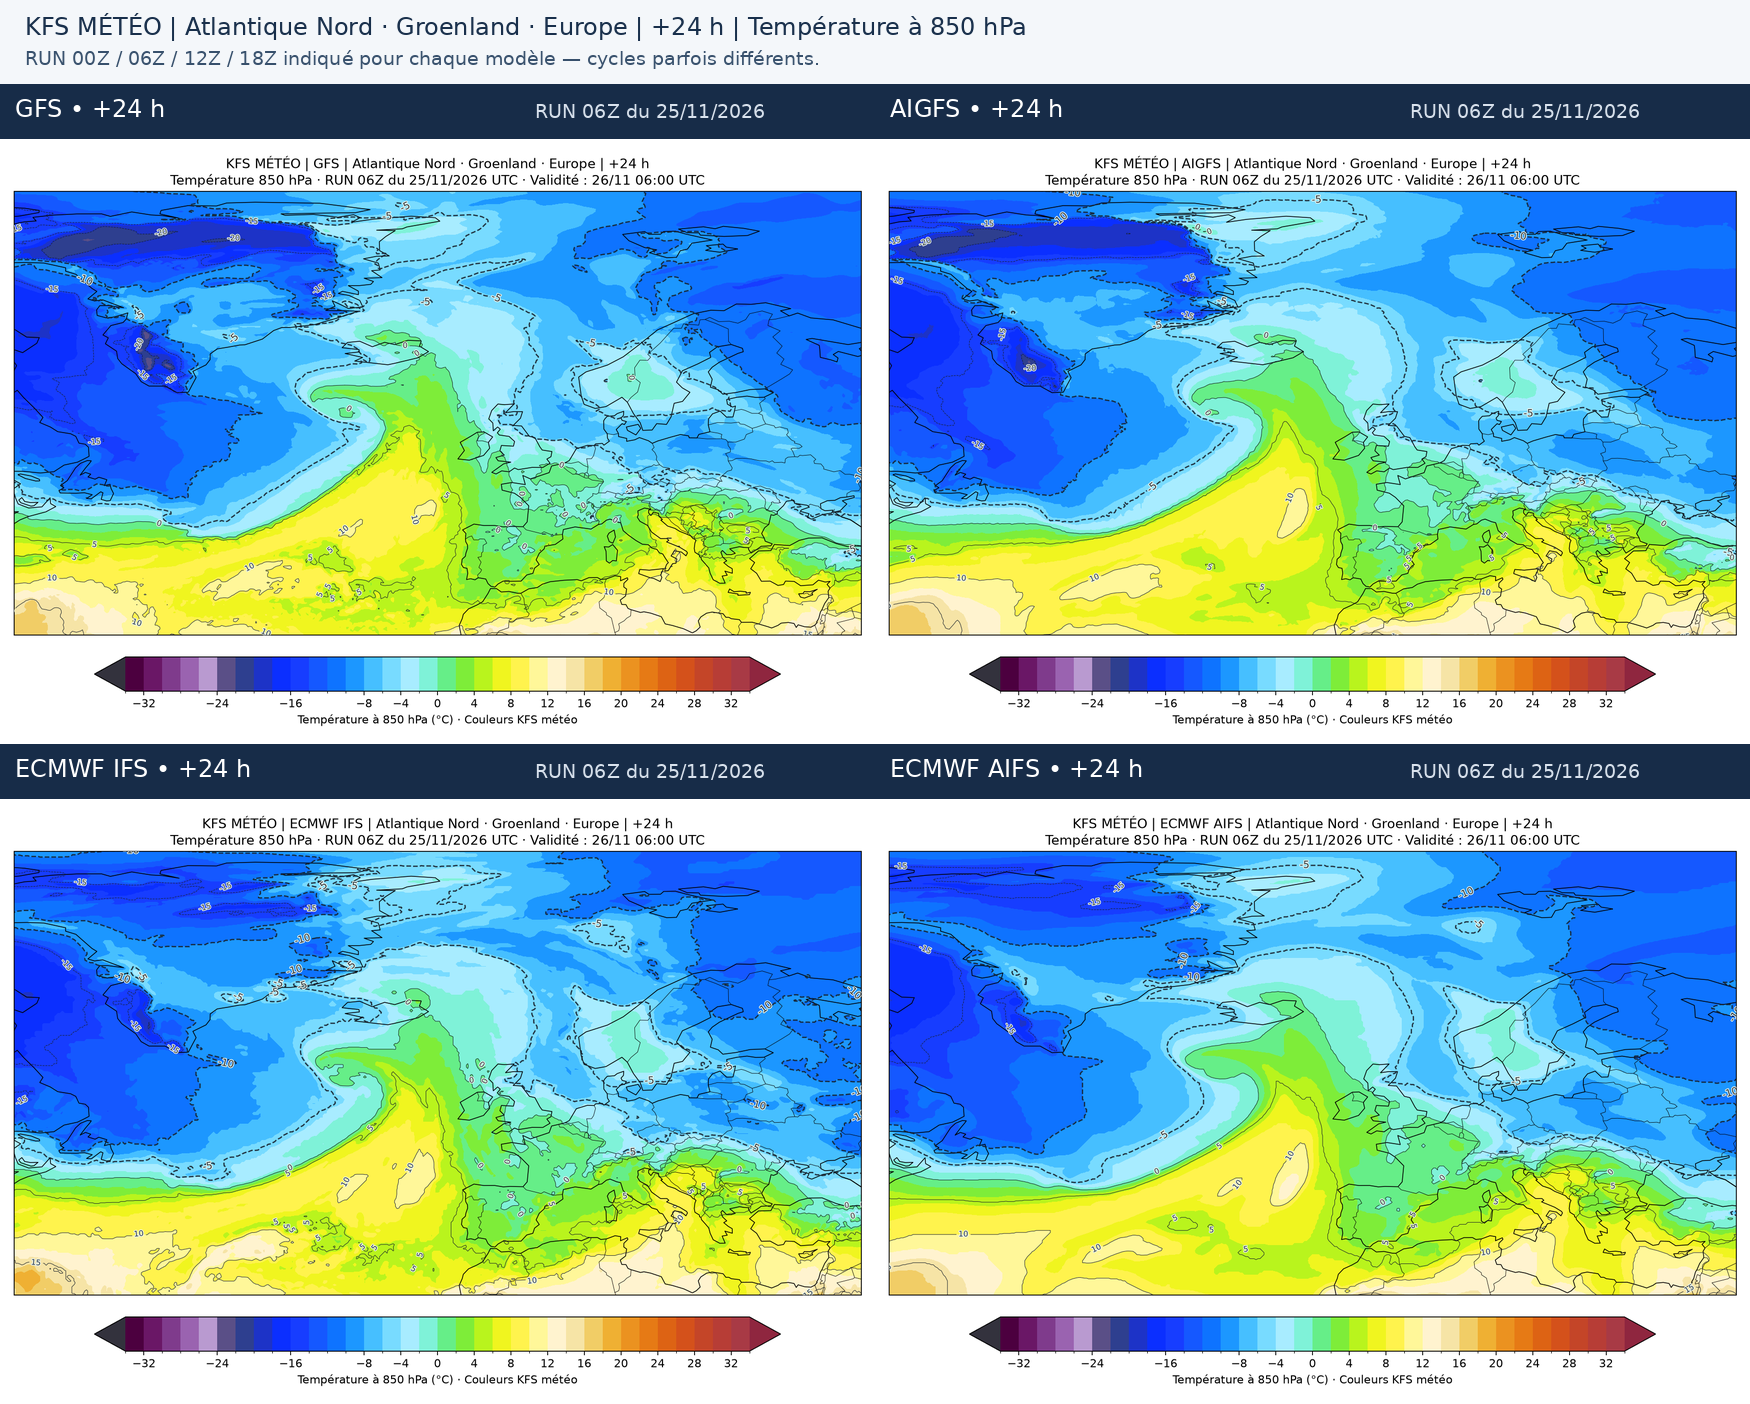 KFS MÉTÉO | Atlantique Nord · Groenland · Europe | +24 h | Température à 850 hPa
RUN 00Z / 06Z / 12Z / 18Z indiqué pour chaque modèle — cycles parfois différents.
GFS • +24 h
RUN 06Z du 25/11/2026
AIGFS • +24 h
RUN 06Z du 25/11/2026
KFS MÉTÉO | GFS | Atlantique Nord · Groenland · Europe | +24 h
Température 850 hPa · RUN 06Z du 25/11/2026 UTC · Validité : 26/11 06:00 UTC
KFS MÉTÉO | AIGFS | Atlantique Nord · Groenland · Europe | +24 h
Température 850 hPa · RUN 06Z du 25/11/2026 UTC · Validité : 26/11 06:00 UTC
−32 −24 −16 −8 −4 0 4 8 12 16 20 24 28 32
Température à 850 hPa (°C) · Couleurs KFS météo
−32 −24 −16 −8 −4 0 4 8 12 16 20 24 28 32
Température à 850 hPa (°C) · Couleurs KFS météo
ECMWF IFS • +24 h
RUN 06Z du 25/11/2026
ECMWF AIFS • +24 h
RUN 06Z du 25/11/2026
KFS MÉTÉO | ECMWF IFS | Atlantique Nord · Groenland · Europe | +24 h
Température 850 hPa · RUN 06Z du 25/11/2026 UTC · Validité : 26/11 06:00 UTC
KFS MÉTÉO | ECMWF AIFS | Atlantique Nord · Groenland · Europe | +24 h
Température 850 hPa · RUN 06Z du 25/11/2026 UTC · Validité : 26/11 06:00 UTC
−32 −24 −16 −8 −4 0 4 8 12 16 20 24 28 32
Température à 850 hPa (°C) · Couleurs KFS météo
−32 −24 −16 −8 −4 0 4 8 12 16 20 24 28 32
Température à 850 hPa (°C) · Couleurs KFS météo